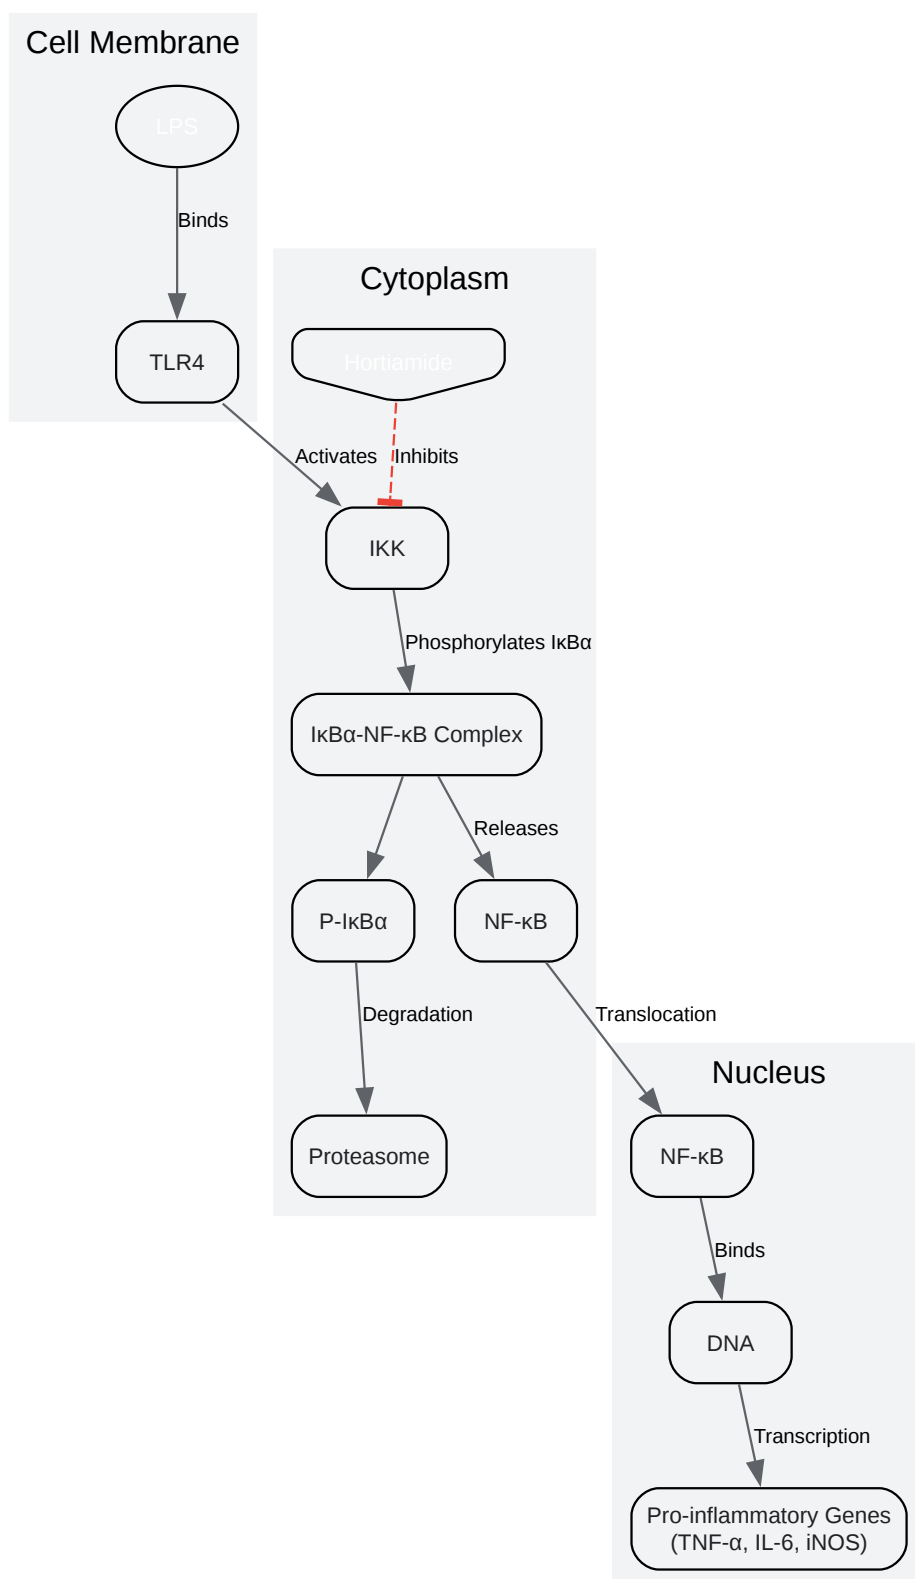 Cell Membrane
LPS
Binds
TLR4
Cytoplasm
Hortiamide
Activates
Inhibits
IKK
Phosphorylates IκBα
IκBα-NF-κB Complex
Releases
P-IκBα
NF-κB
Degradation
Translocation
Proteasome
Nucleus
NF-κB
Binds
DNA
Transcription
Pro-inflammatory Genes
(TNF-α, IL-6, iNOS)